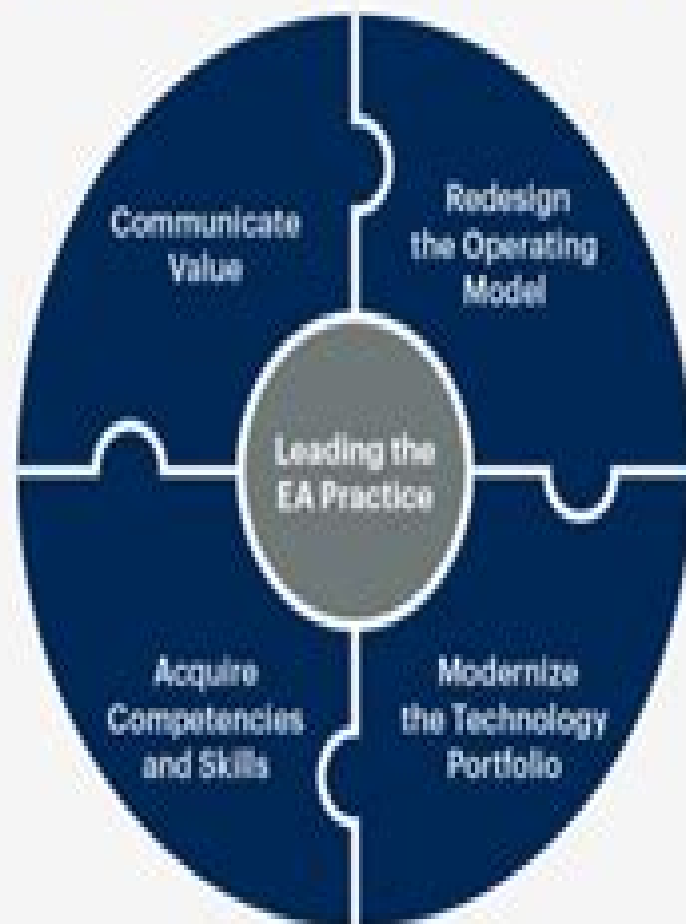 Communicate
Value
Redesign
the Operating
Model
Leading the
EA Practice
Acquire
Competencies
and Skills
Modernize
the Technology
Portfolio